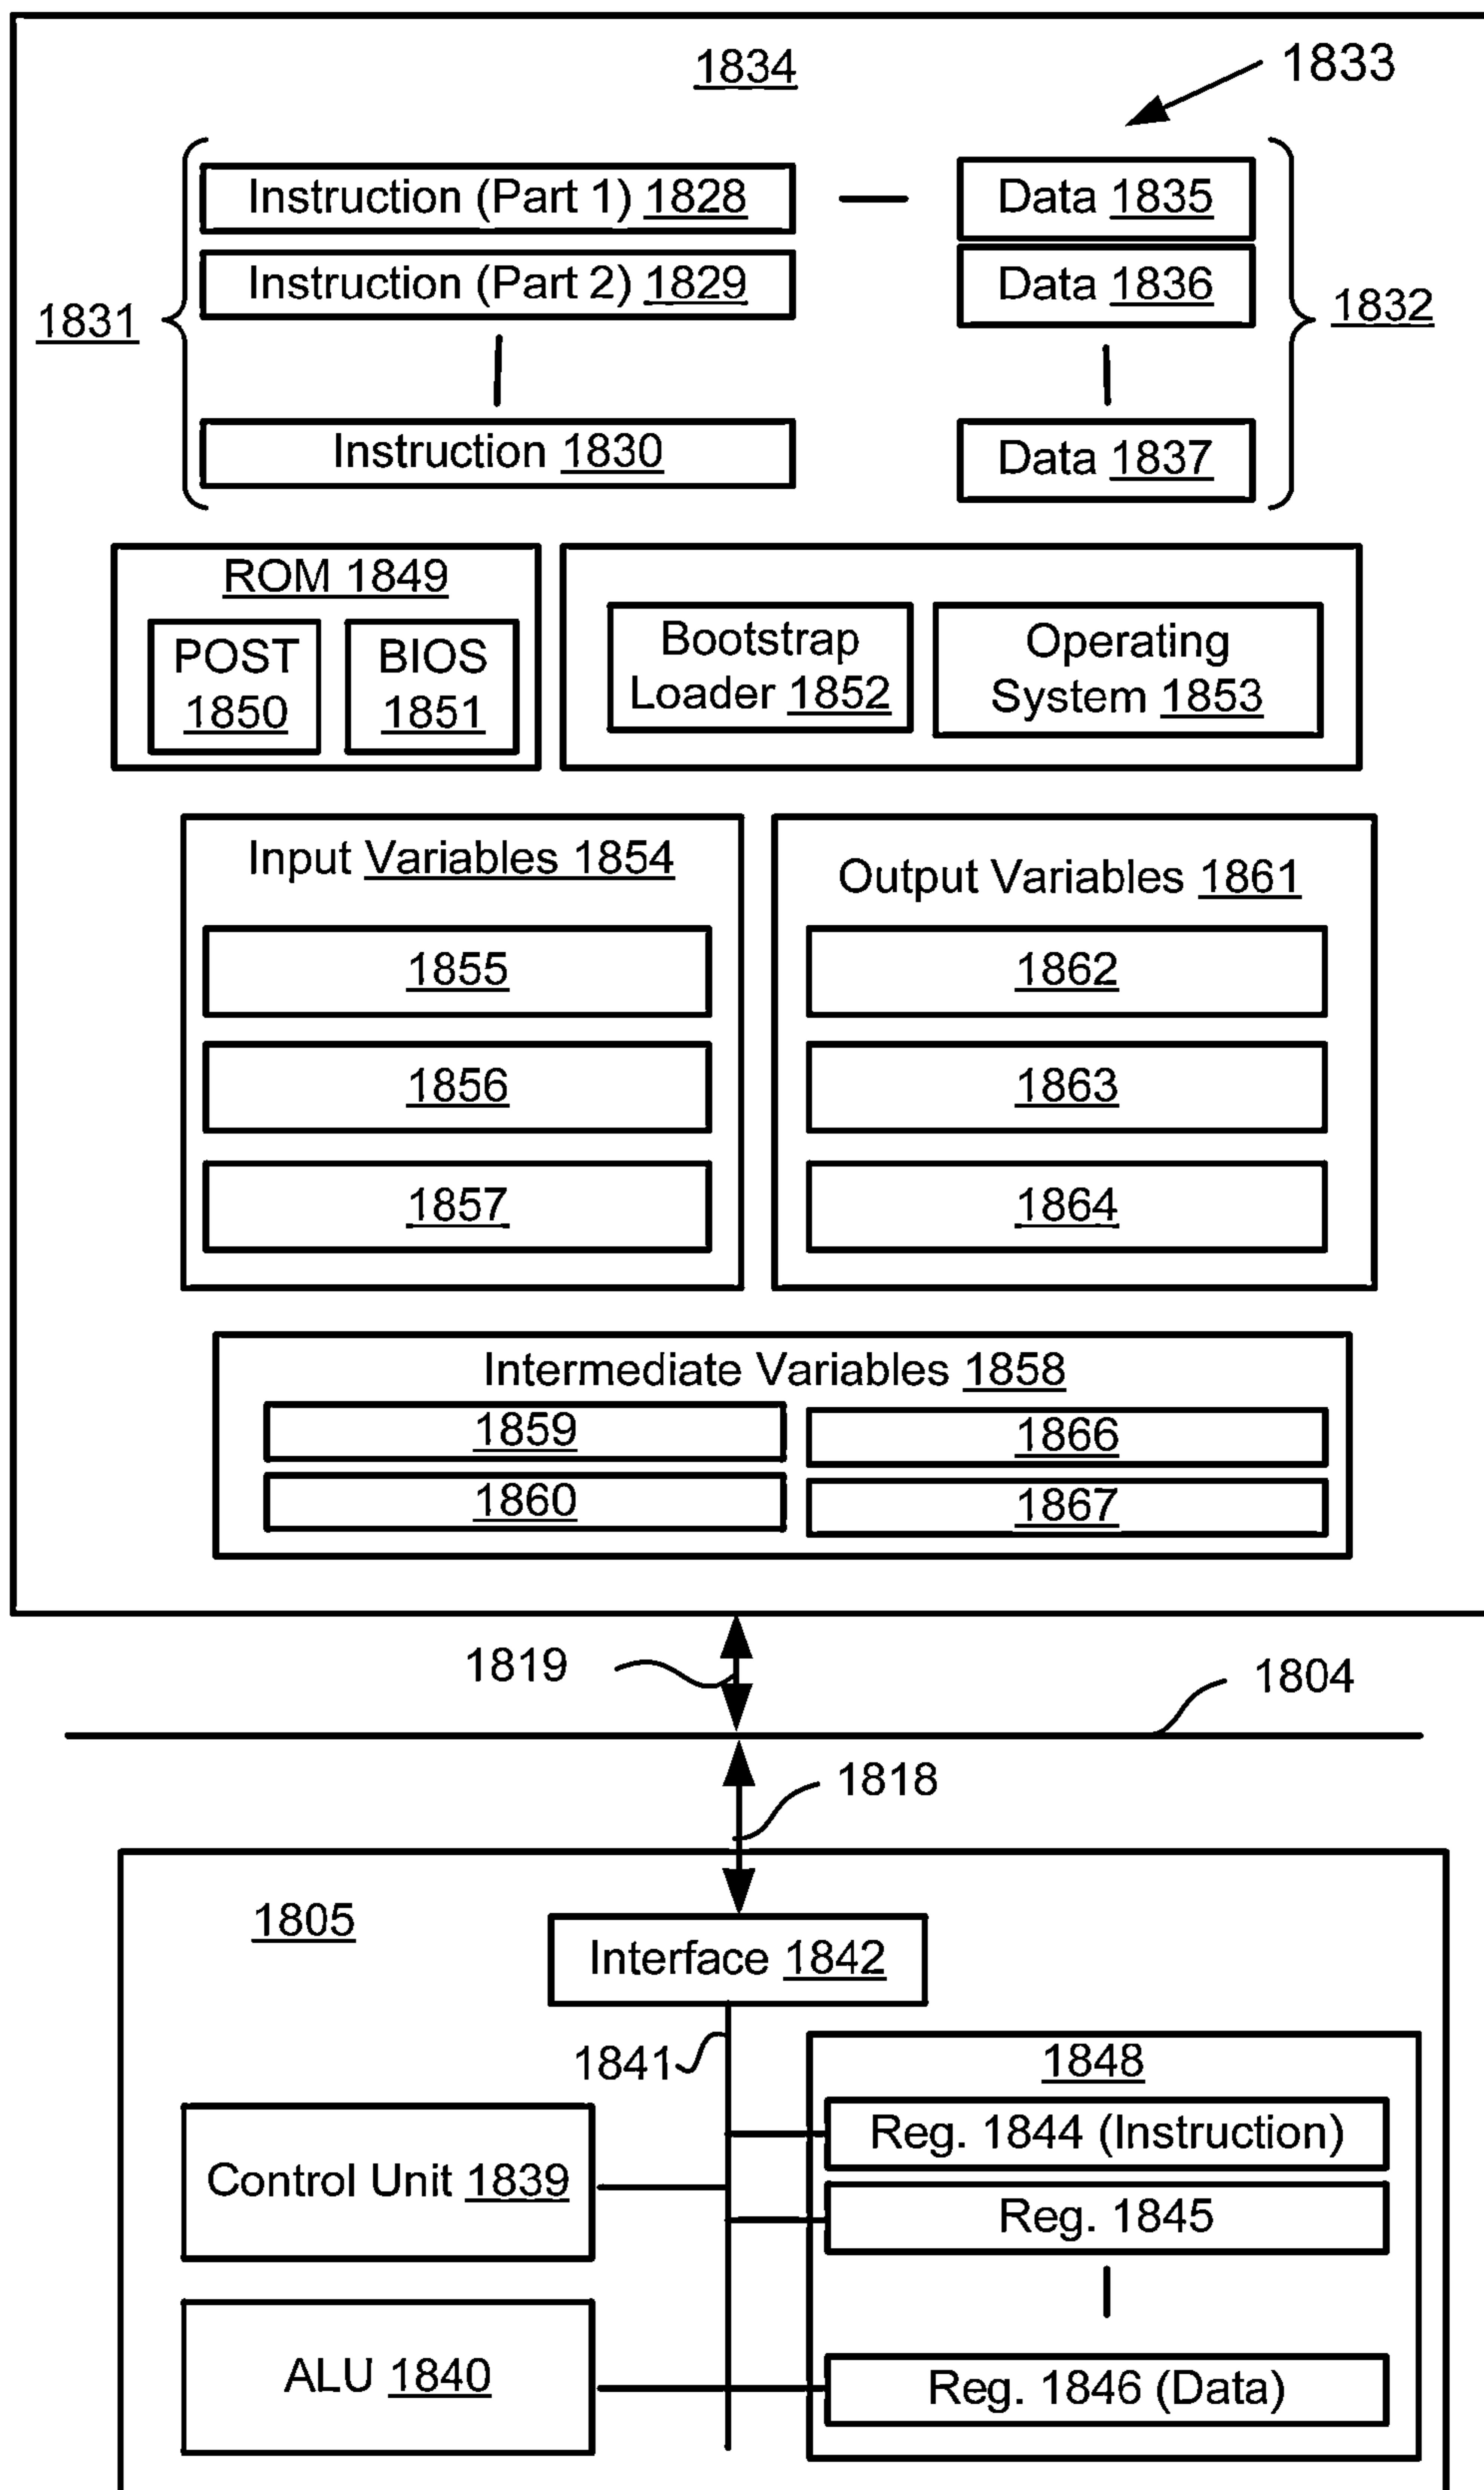 1834
1833
Instruction (Part 1) 1828
Data 1835
Instruction (Part 2) 1829
Data 1836
1831
1832
Instruction 1830
Data 1837
ROM 1849
POST
1850
BIOS
1851
Bootstrap
Loader 1852
Operating
System 1853
Input Variables 1854
1855
1856
1857
Output Variables 1861
1862
1863
1864
Intermediate Variables 1858
1859
1866
1860
1867
1819
1804
1818
1805
Interface 1842
1841
1848
Reg. 1844 (Instruction)
Control Unit 1839
Reg. 1845
ALU 1840
Reg. 1846 (Data)